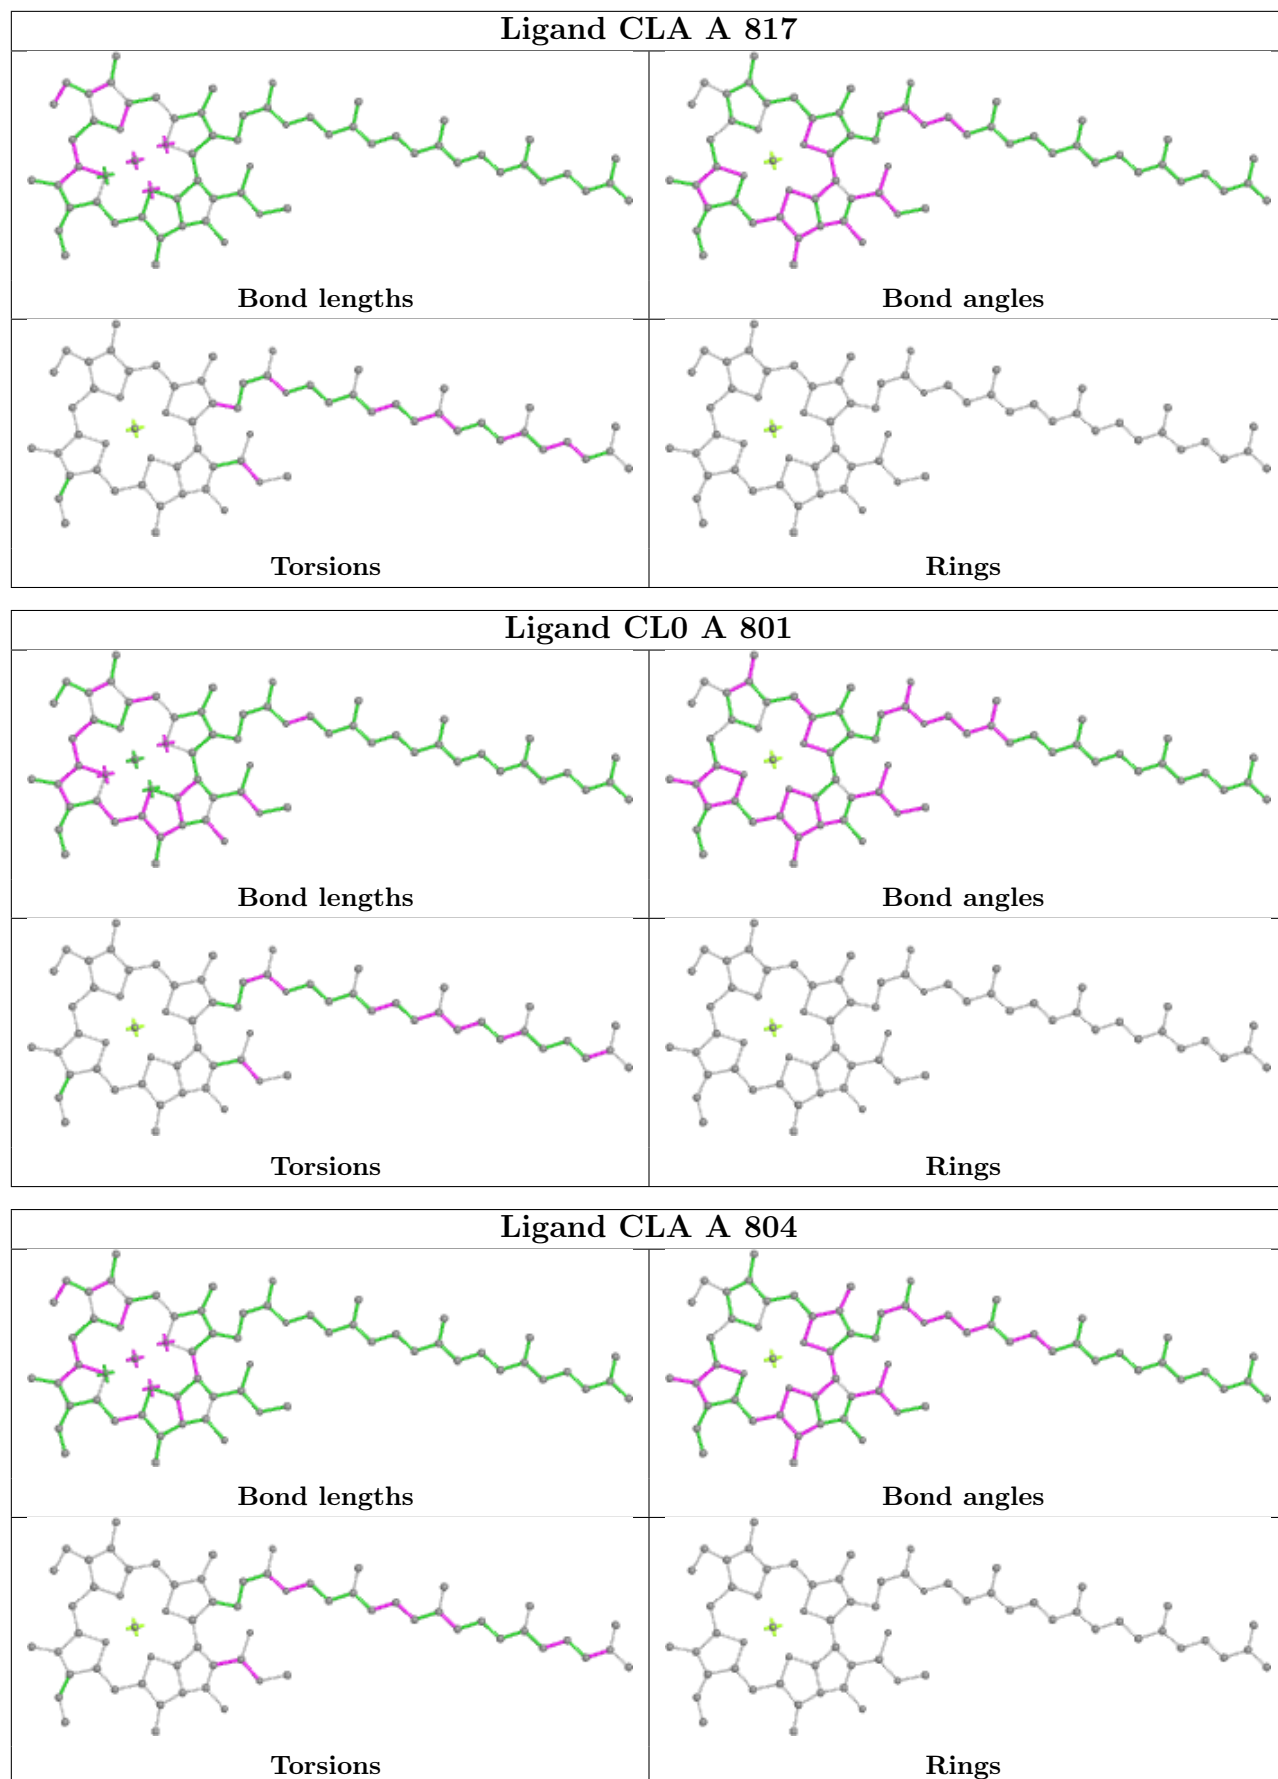 Ligand CLA A 817
Bond lengths
Bond angles
Torsions
Rings
Ligand CL0 A 801
Bond lengths
Bond angles
Torsions
Rings
Ligand CLA A 804
Bond lengths
Bond angles
Torsions
Rings